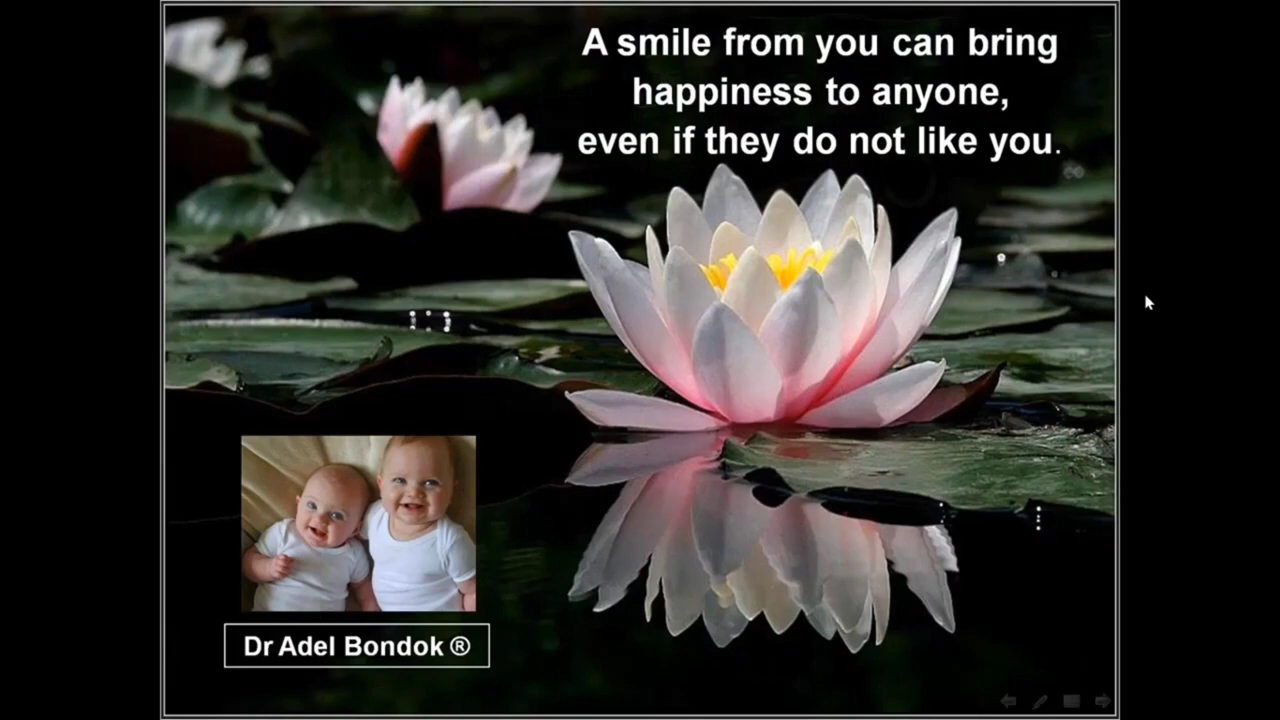 A smile from you can bring
happiness to anyone,
even if they do not like you.
Dr Adel Bondok ®